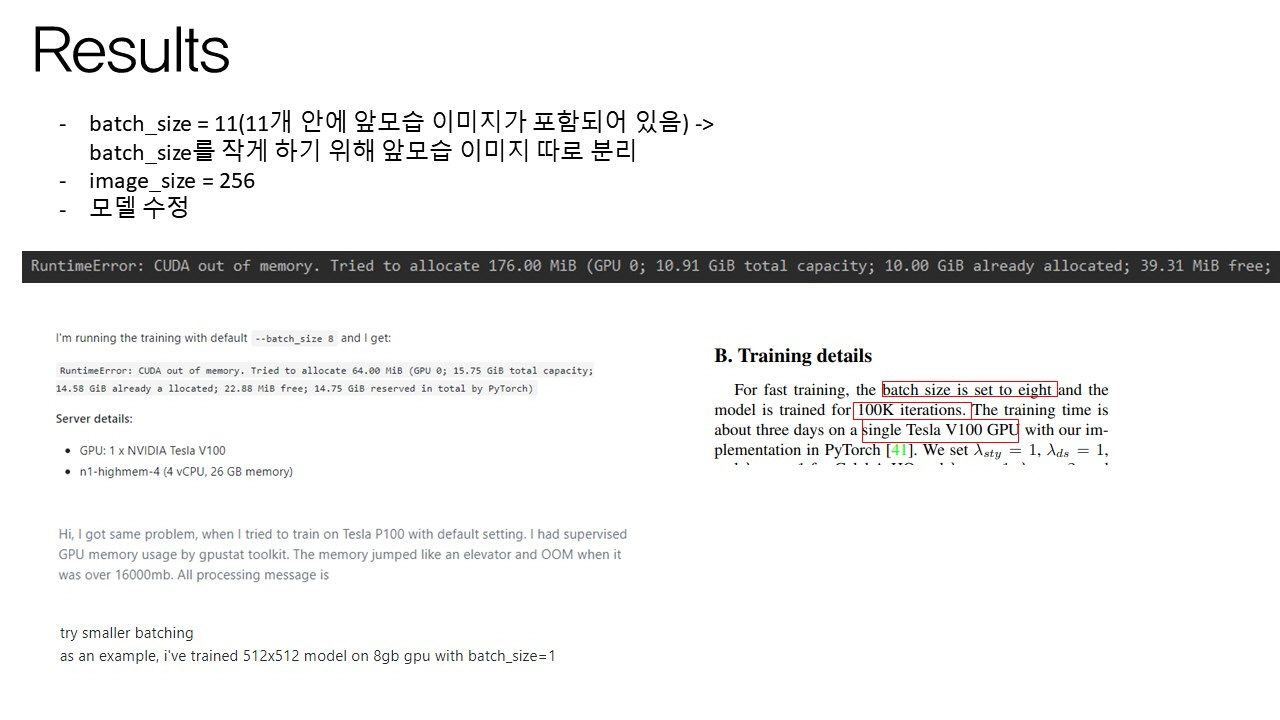 Results
- batch_size = 11(11개 안에 앞모습 이미지가 포함되어 있음) ->
batch_size를 작게 하기 위해 앞모습 이미지 따로 분리
- image_size = 256
- 모델 수정
RuntimeError: CUDA out of memory. Tried to allocate 176.00 MiB (GPU 0; 10.91 GiB total capacity; 10.00 GiB already allocated; 39.31 MiB free;
I'm running the training with default --batch_size 8 and I get:
RuntimeError: CUDA out of memory. Tried to allocate 64.00 MiB (GPU 0; 15.75 GiB total capacity;
14.58 GiB already a llocated; 22.88 MiB free; 14.75 GiB reserved in total by PyTorch)
Server details:
• GPU: 1 x NVIDIA Tesla V100
• n1-highmem-4 (4 vCPU, 26 GB memory)
Hi, I got same problem, when I tried to train on Tesla P100 with default setting. I had supervised
GPU memory usage by gpustat toolkit. The memory jumped like an elevator and OOM when it
was over 16000mb. All processing message is
try smaller batching
as an example, i've trained 512x512 model on 8gb gpu with batch_size=1
B. Training details
For fast training, the batch size is set to eight and the
model is trained for 100K iterations. The training time is
about three days on a single Tesla V100 GPU with our im-
plementation in PyTorch [41]. We set λsty = 1, λds = 1,